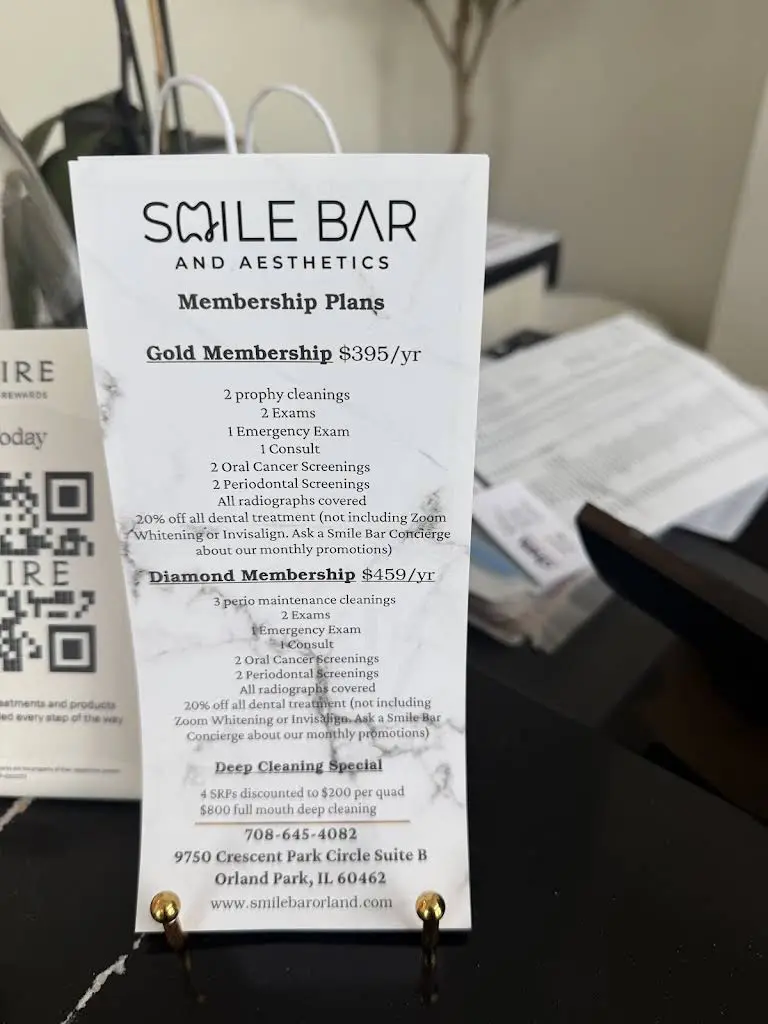 SMILE BAR
AND AESTHETICS
Membership Plans
Gold Membership $395/yr
2 prophy cleanings
2 Exams
1 Emergency Exam
1 Consult
2 Oral Cancer Screenings
2 Periodontal Screenings
All radiographs covered
20% off all dental treatment (not including Zoom
Whitening or Invisalign. Ask a Smile Bar Concierge
about our monthly promotions)
Diamond Membership $459/yr
3 perio maintenance cleanings
2 Exams
1 Emergency Exam
1 Consult
2 Oral Cancer Screenings
2 Periodontal Screenings
All radiographs covered
20% off all dental treatment (not including
Zoom Whitening or Invisalign. Ask a Smile Bar
Concierge about our monthly promotions)
Deep Cleaning Special
4 SRPs discounted to $200 per quad
$800 full mouth deep cleaning
708-645-4082
9750 Crescent Park Circle Suite B
Orland Park, IL 60462
www.smilebarorland.com
IRE
REWARDS
oday
IRE
eatments and products
ed every step of the way